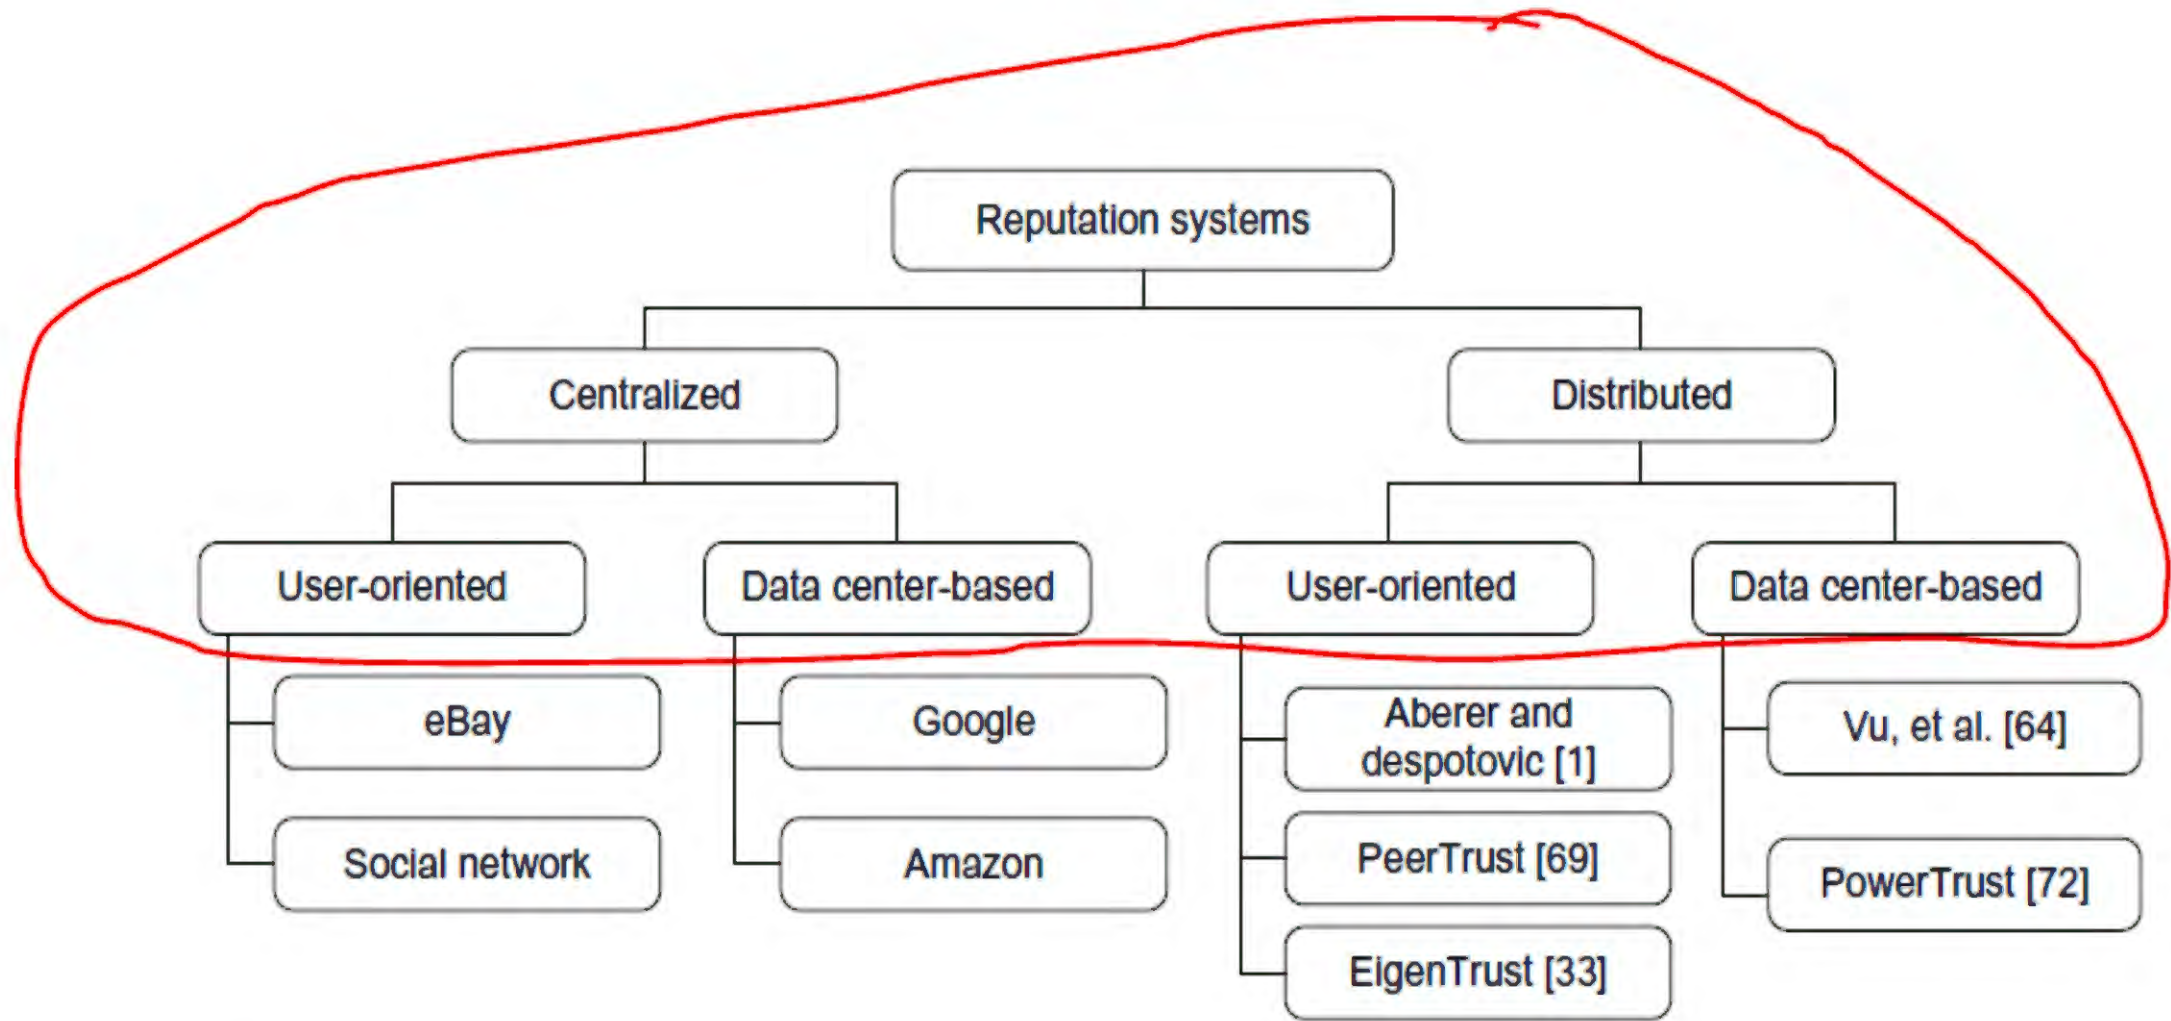 Reputation systems
Centralized
Distributed
User-oriented
Data center-based
User-oriented
Data center-based
eBay
Google
Aberer and
despotovic [1]
Vu, et al. [64]
Social network
Amazon
PeerTrust [69]
PowerTrust [72]
EigenTrust [33]